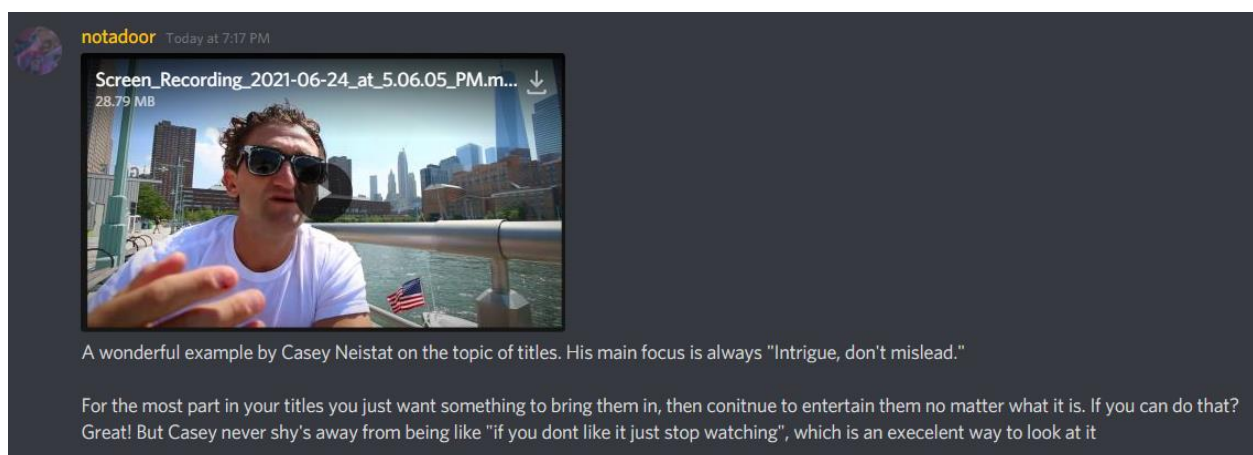 notadoor Today at 7:17 PM
Screen_Recording_2021-06-24_at_5.06.05_PM.m...
28.79 MB
A wonderful example by Casey Neistat on the topic of titles. His main focus is always "Intrigue, don't mislead."
For the most part in your titles you just want something to bring them in, then conitnue to entertain them no matter what it is. If you can do that?
Great! But Casey never shy's away from being like "if you dont like it just stop watching", which is an execelent way to look at it